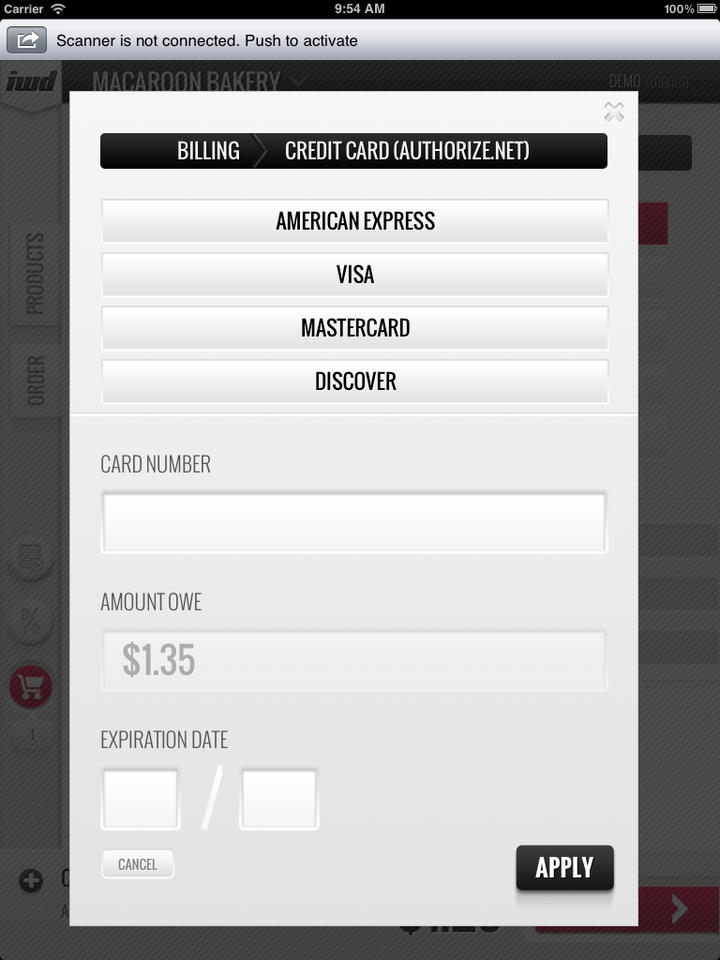 Carrier
9:54 AM
100%
Scanner is not connected. Push to activate
iwd
MACAROON BAKERY
DEMO (LOGOUT)
BILLING
CREDIT CARD (AUTHORIZE.NET)
AMERICAN EXPRESS
VISA
MASTERCARD
DISCOVER
PRODUCTS
ORDER
CARD NUMBER
AMOUNT OWE
$1.35
%
EXPIRATION DATE
/
1
CANCEL
APPLY